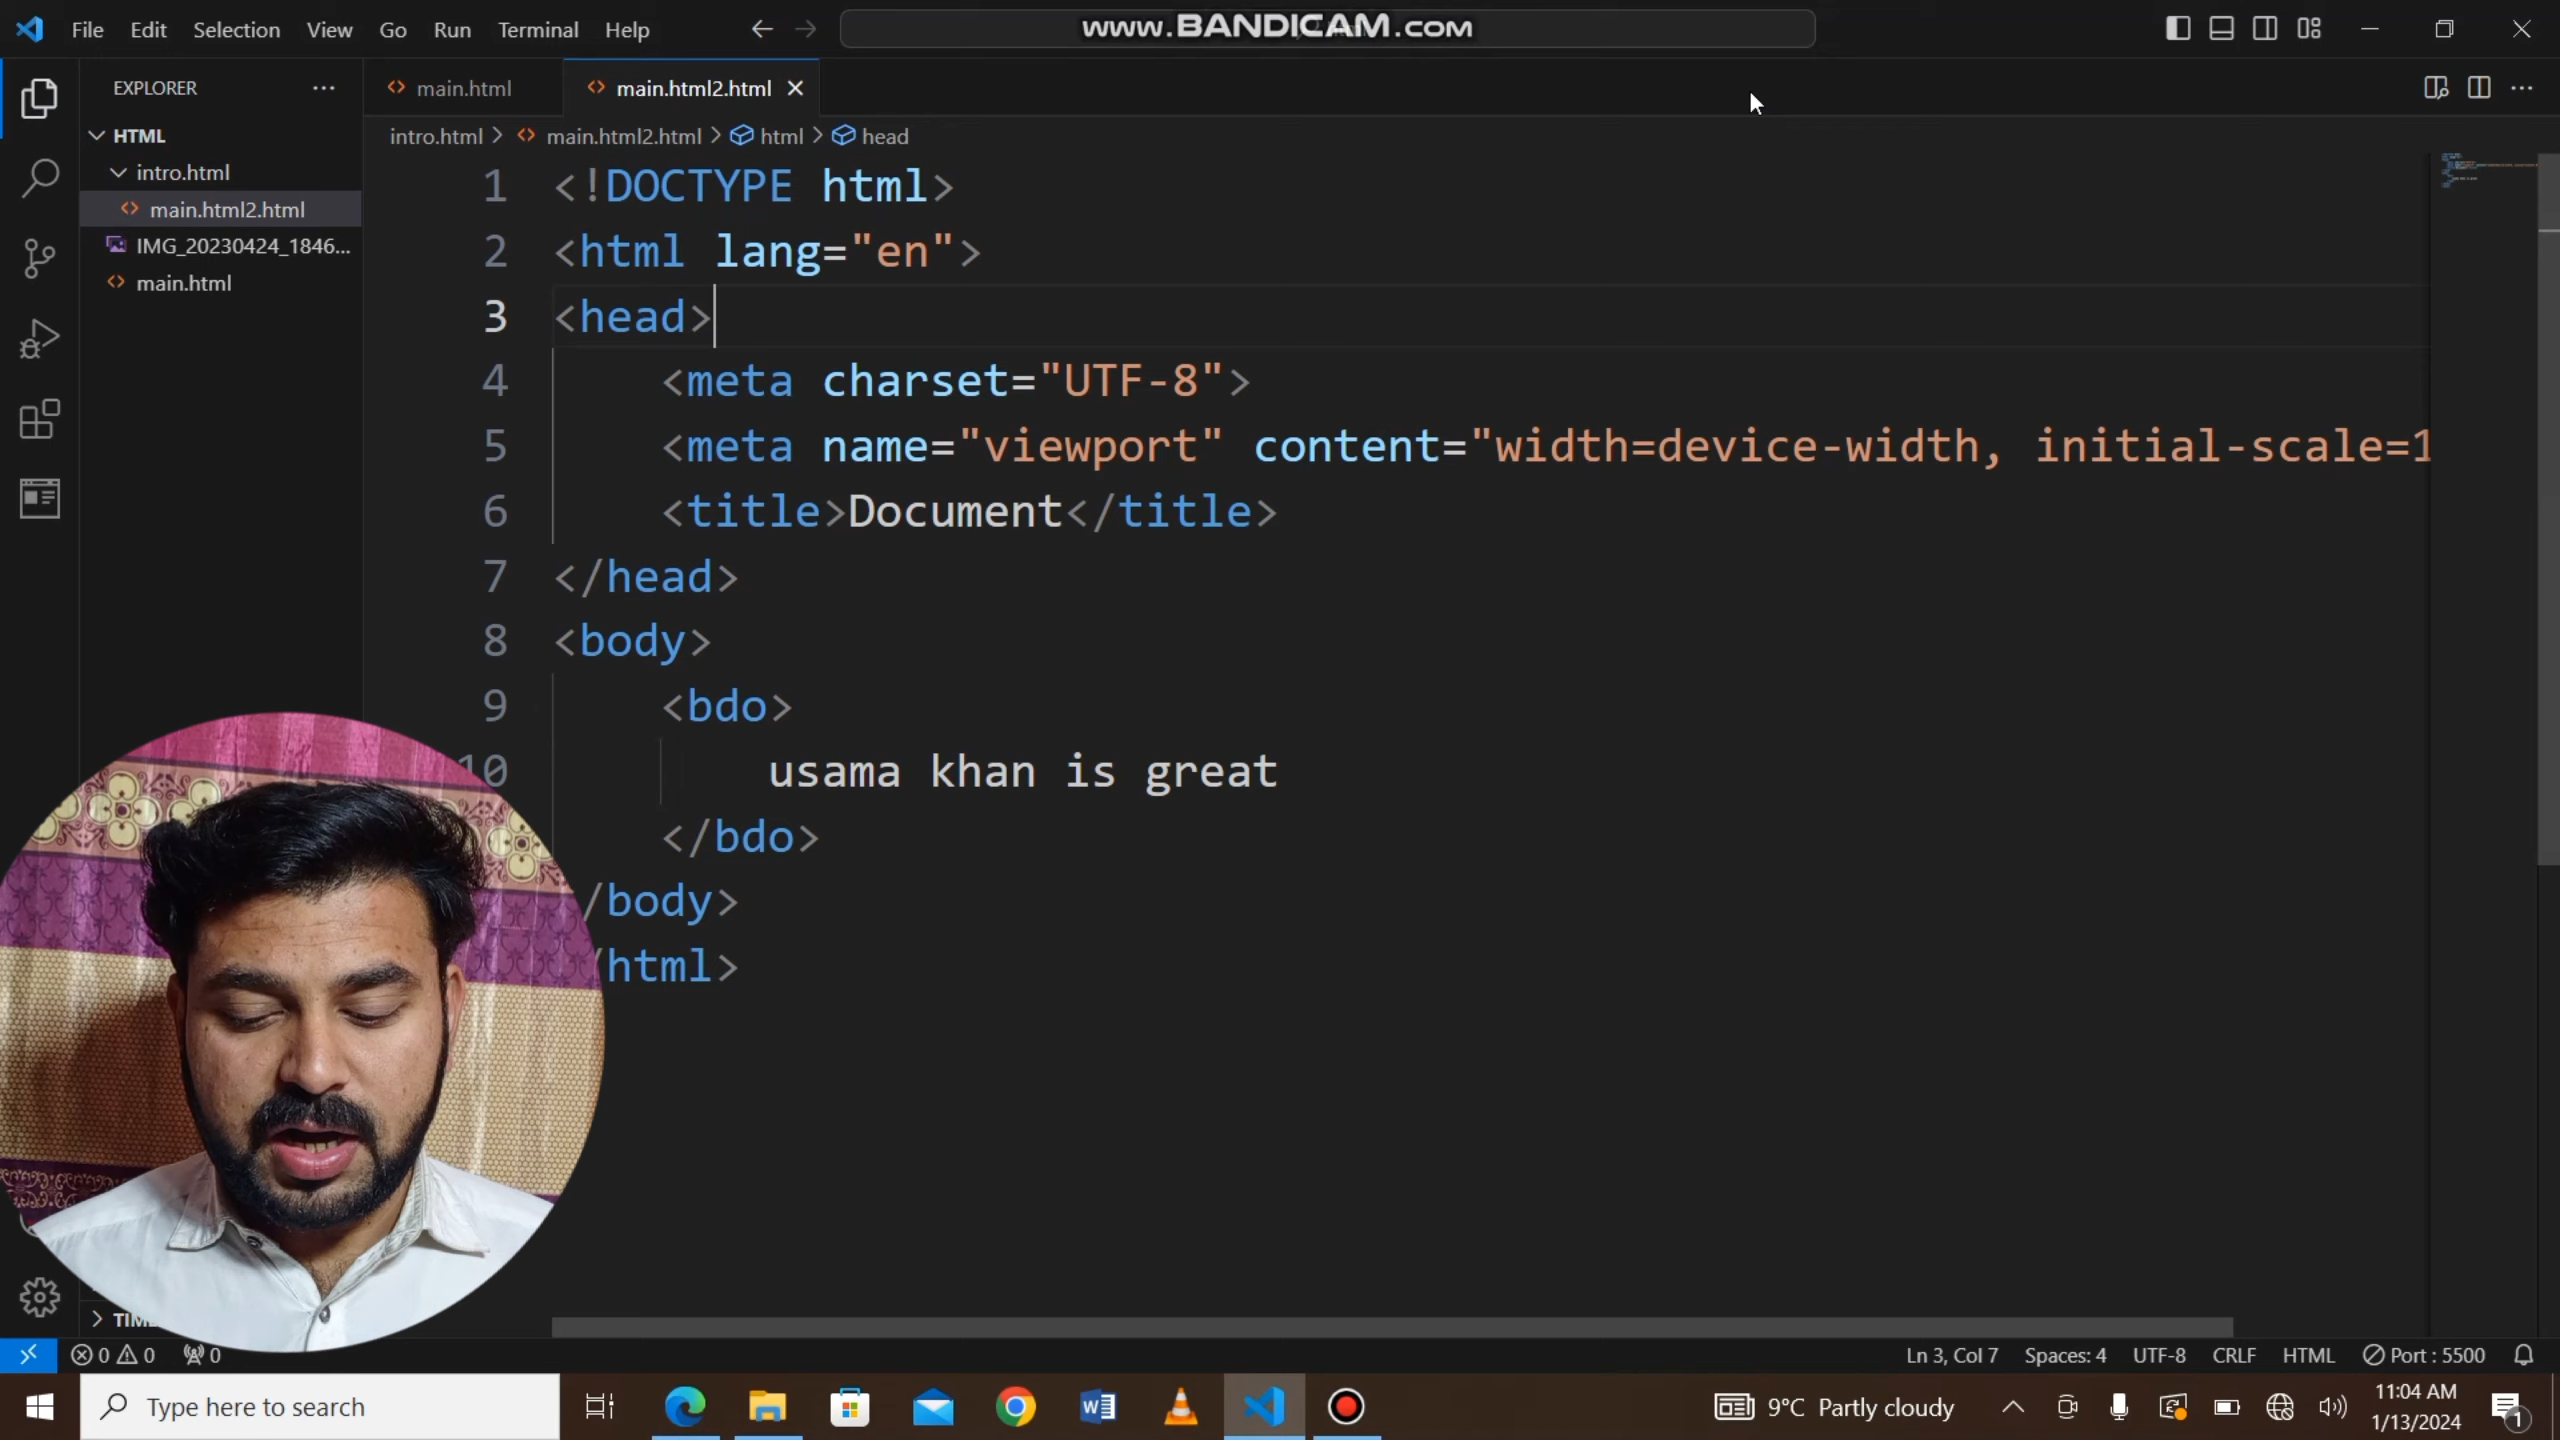 File Edit Selection View Go Run Terminal Help
www.BANDICAM.com
EXPLORER
HTML
intro.html
main.html2.html
IMG_20230424_1846...
main.html
main.html
main.html2.html
intro.html > main.html2.html > html > head
1 <!DOCTYPE html>
2 <html lang="en">
3 <head>
4 <meta charset="UTF-8">
5 <meta name="viewport" content="width=device-width, initial-scale=1
6 <title>Document</title>
7 </head>
8 <body>
9 <bdo>
10 usama khan is great
</bdo>
/body>
/html>
0 0 0
Ln 3, Col 7 Spaces: 4 UTF-8 CRLF HTML Port : 5500
Type here to search
9°C Partly cloudy
11:04 AM
1/13/2024
1